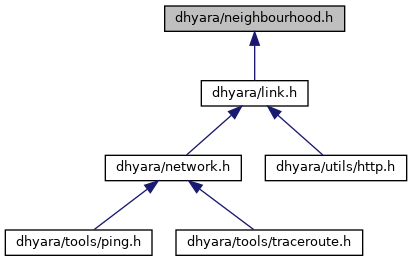 dhyara/neighbourhood.h
dhyara/link.h
dhyara/network.h
dhyara/utils/http.h
dhyara/tools/ping.h
dhyara/tools/traceroute.h